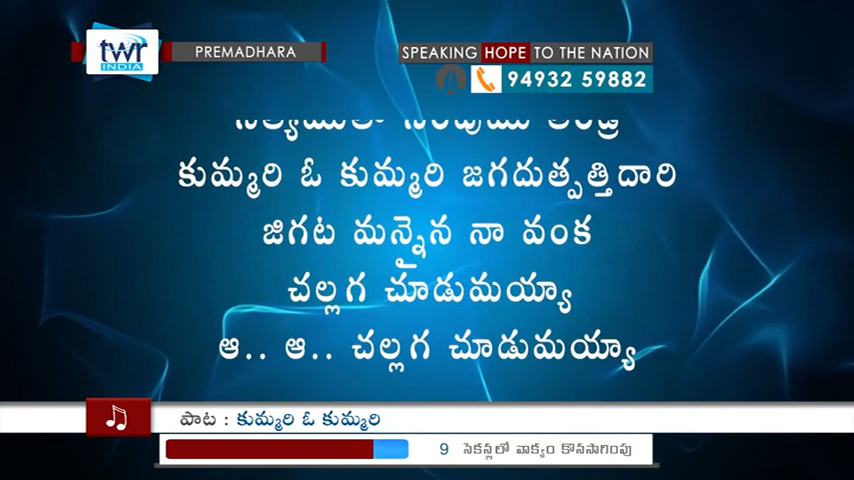 twr
INDIA
PREMADHARA
SPEAKING HOPE TO THE NATION
94932 59882
కుమ్మరి ఓ కుమ్మరి జగదుత్పత్తిదారి
జిగట మన్నైన నా వంక
చల్లగ చూడుమయ్యా
ఆ.. ఆ.. చల్లగ చూడుమయ్యా
పాట : కుమ్మరి ఓ కుమ్మరి
9 సెకన్లలో వాక్యం కొనసాగింపు